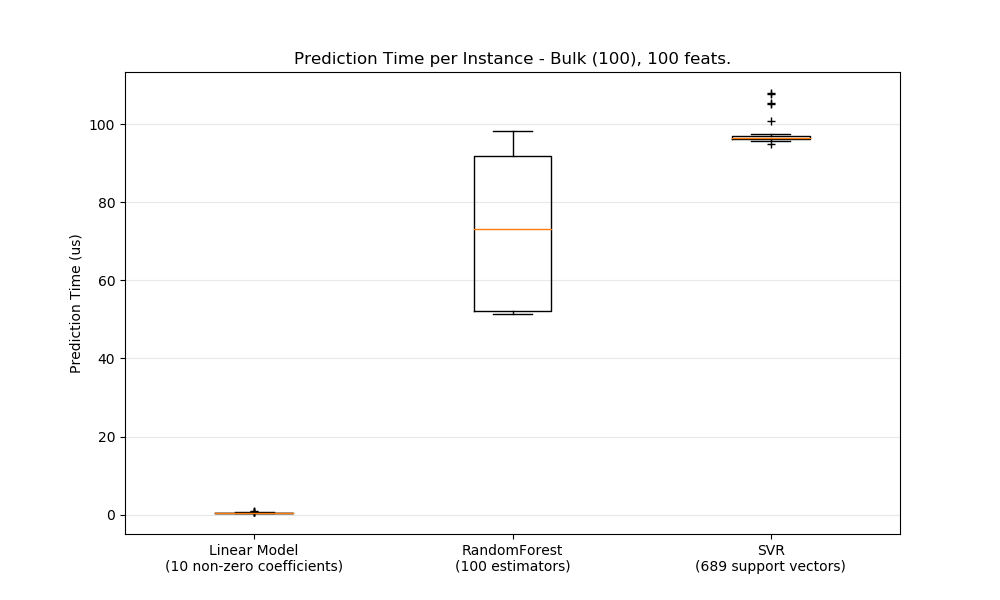 Prediction Time per Instance - Bulk (100), 100 feats.
Prediction Time (us)
100
80
60
40
20
0
Linear Model
(10 non-zero coefficients)
RandomForest
(100 estimators)
SVR
(689 support vectors)